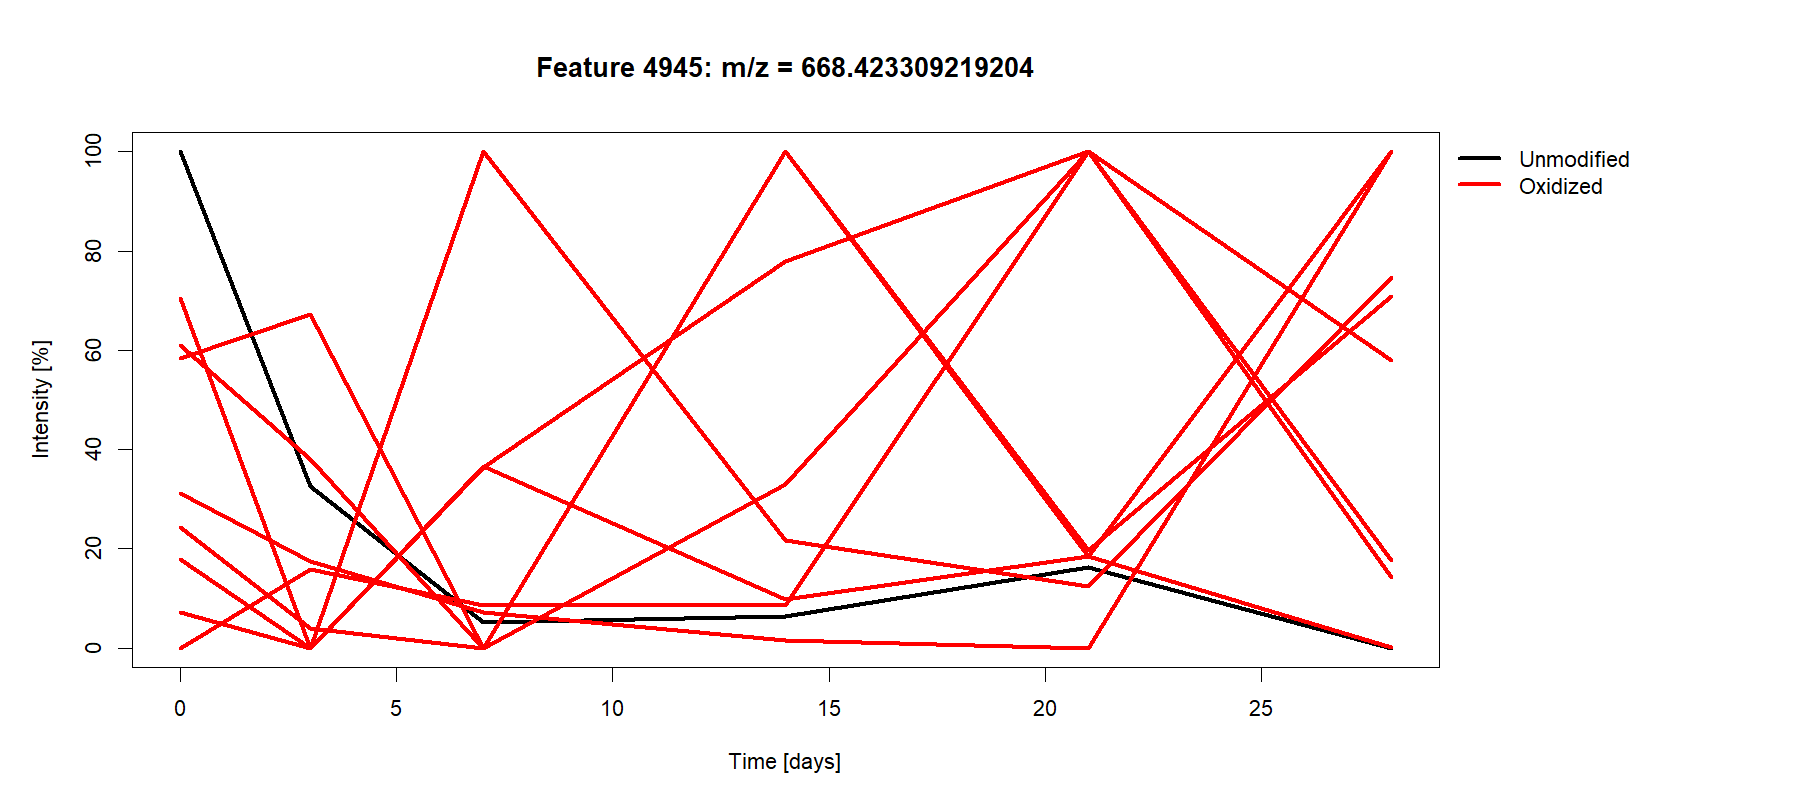 Feature 4945: m/z = 668.423309219204
Unmodified
Oxidized
100
80
60
40
20
0
Intensity [%]
0 5 10 15 20 25
Time [days]